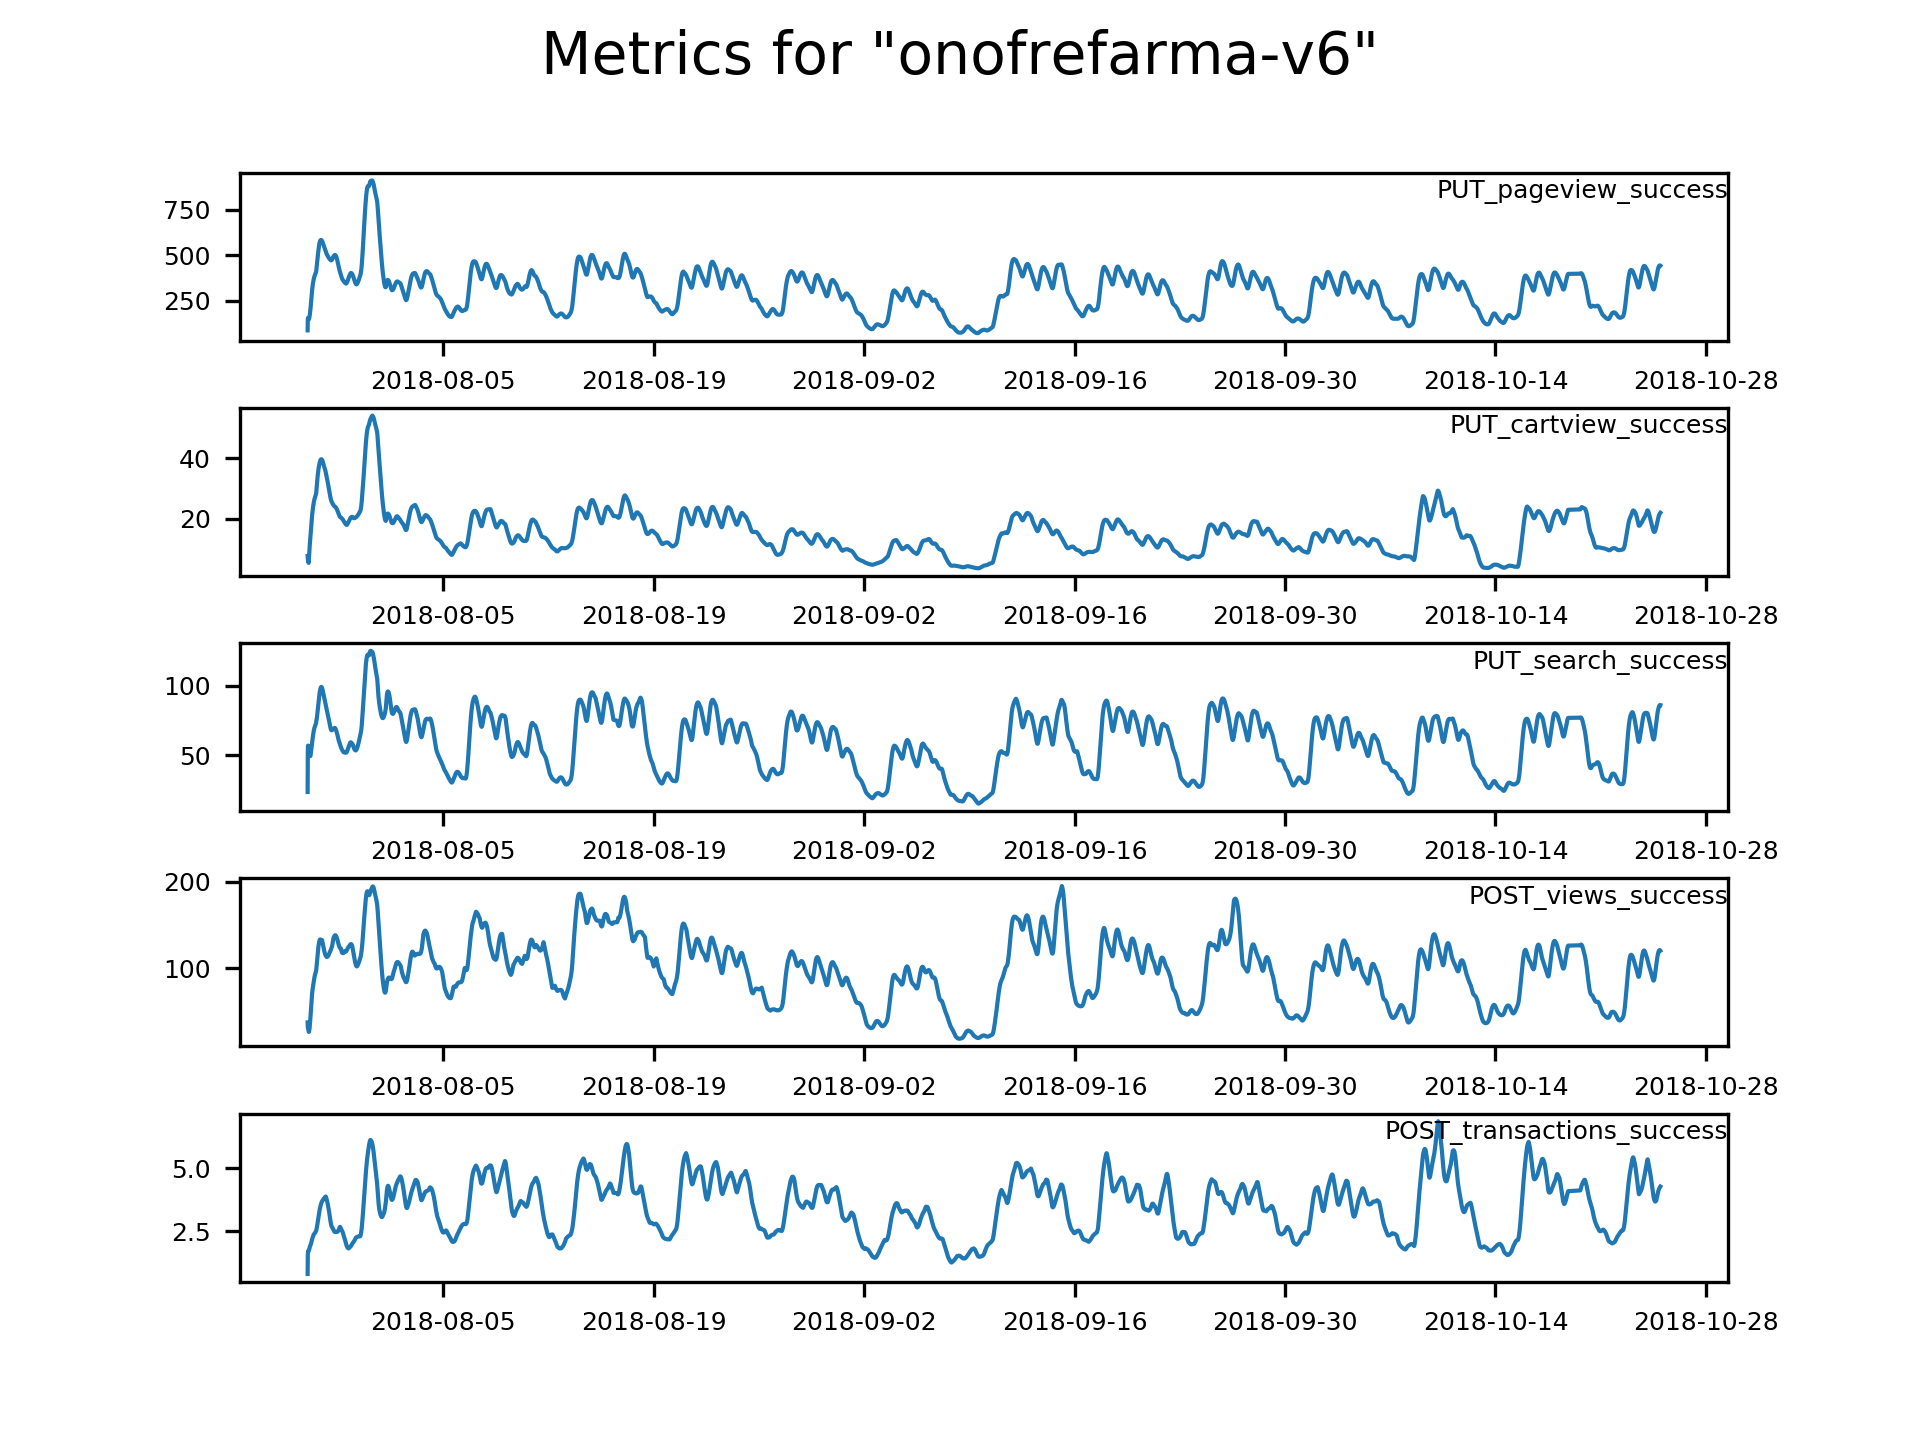 Metrics for "onofrefarma-v6"
PUT_pageview_success
750
500
250
2018-08-05 2018-08-19 2018-09-02 2018-09-16 2018-09-30 2018-10-14 2018-10-28
PUT_cartview_success
40
20
2018-08-05 2018-08-19 2018-09-02 2018-09-16 2018-09-30 2018-10-14 2018-10-28
PUT_search_success
100
50
2018-08-05 2018-08-19 2018-09-02 2018-09-16 2018-09-30 2018-10-14 2018-10-28
200
POST_views_success
100
2018-08-05 2018-08-19 2018-09-02 2018-09-16 2018-09-30 2018-10-14 2018-10-28
POST_transactions_success
5.0
2.5
2018-08-05 2018-08-19 2018-09-02 2018-09-16 2018-09-30 2018-10-14 2018-10-28